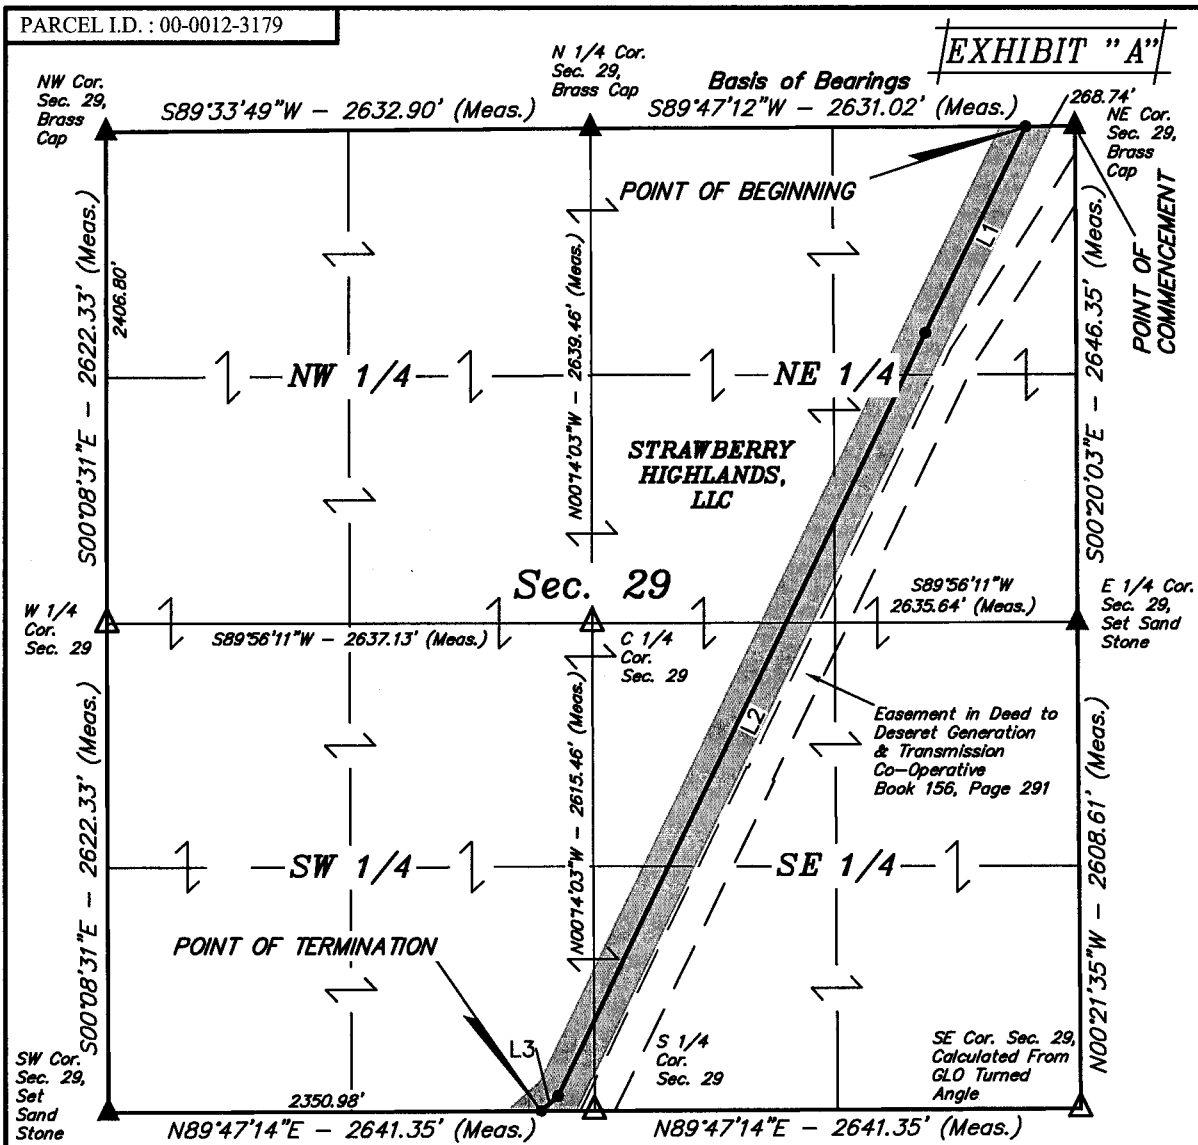 PARCEL I.D. : 00-0012-3179
EXHIBIT "A"
NW Cor.
Sec. 29,
Brass
Cap
S89°33'49"W - 2632.90' (Meas.)
N 1/4 Cor.
Sec. 29,
Brass Cap
Basis of Bearings
S89°47'12"W - 2631.02' (Meas.)
268.74'
NE Cor.
Sec. 29,
Brass
Cap
POINT OF BEGINNING
POINT OF
COMMENCEMENT
S00°08'31"E - 2622.33' (Meas.)
2406.80'
N00°14'03"W - 2639.46' (Meas.)
L1
S00°20'03"E - 2646.35' (Meas.)
NW 1/4
NE 1/4
STRAWBERRY
HIGHLANDS,
LLC
Sec. 29
W 1/4
Cor.
Sec. 29
S89°56'11"W - 2637.13' (Meas.)
C 1/4
Cor.
Sec. 29
S89°56'11"W
2635.64' (Meas.)
E 1/4 Cor.
Sec. 29,
Set Sand
Stone
S00°08'31"E - 2622.33' (Meas.)
N00°14'03"W - 2615.46' (Meas.)
L2
Easement in Deed to
Deseret Generation
& Transmission
Co-Operative
Book 156, Page 291
N00°21'35"W - 2608.61' (Meas.)
SW 1/4
SE 1/4
POINT OF TERMINATION
L3
SW Cor.
Sec. 29,
Set
Sand
Stone
2350.98'
N89°47'14"E - 2641.35' (Meas.)
S 1/4
Cor.
Sec. 29
N89°47'14"E - 2641.35' (Meas.)
SE Cor. Sec. 29,
Calculated From
GLO Turned
Angle